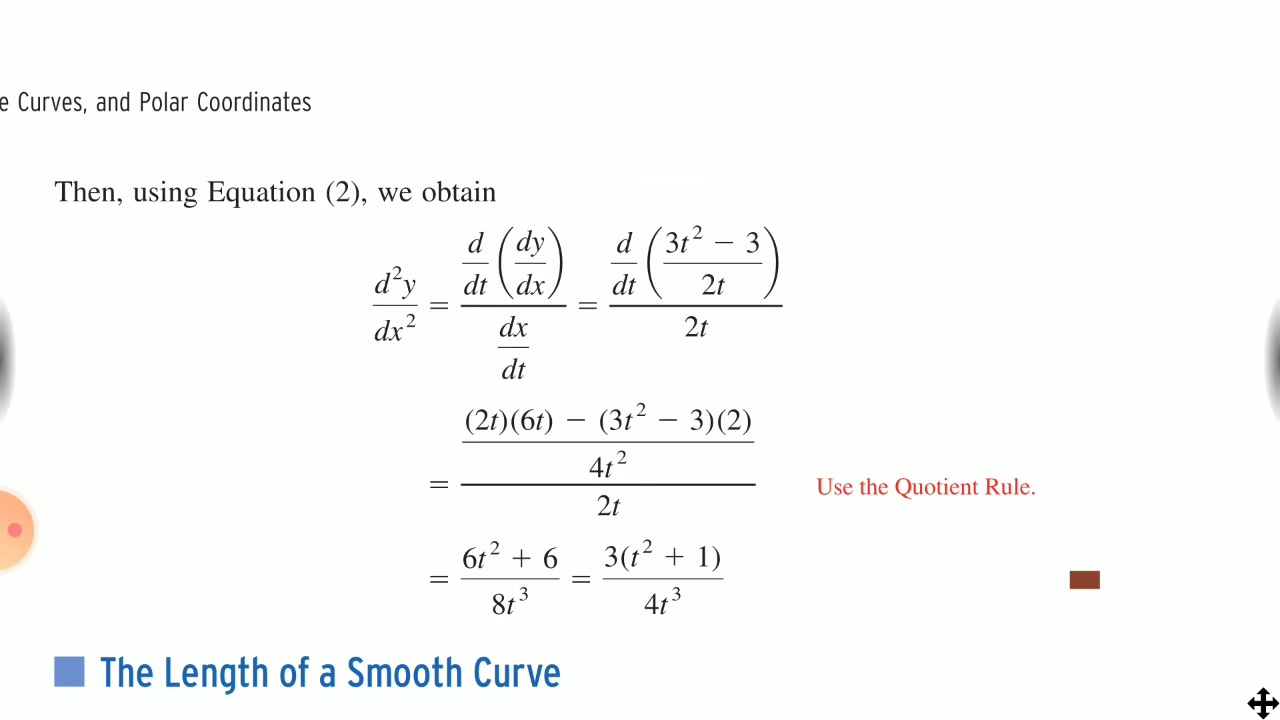 e Curves, and Polar Coordinates
Then, using Equation (2), we obtain
d²y/dx² = (d/dt (dy/dx))/(dx/dt) = (d/dt ((3t² − 3)/2t))/2t
= (((2t)(6t) − (3t² − 3)(2))/4t²)/2t Use the Quotient Rule.
= (6t² + 6)/8t³ = 3(t² + 1)/4t³
The Length of a Smooth Curve